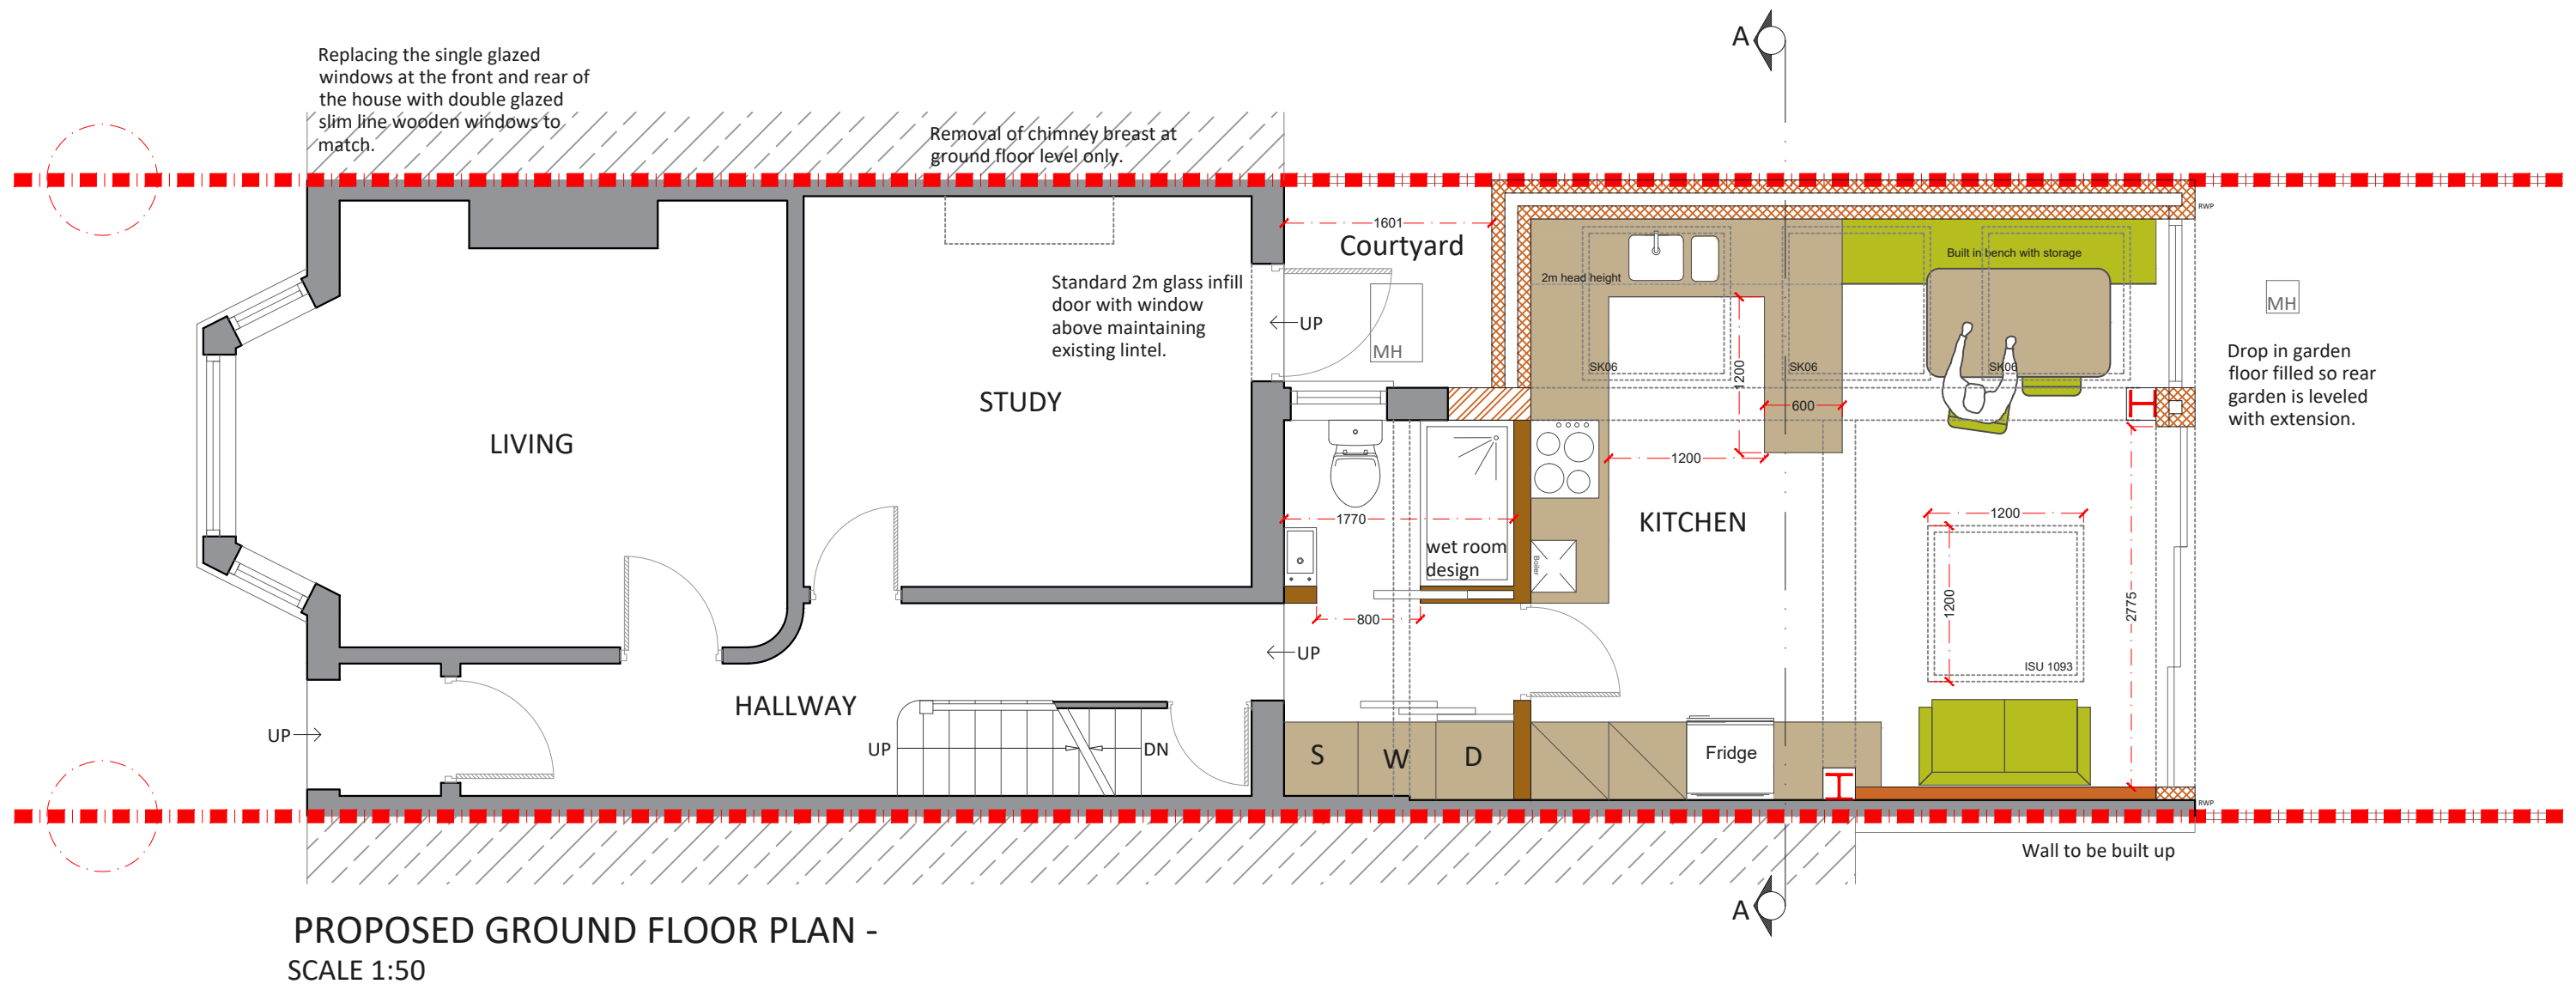 A
Replacing the single glazed
windows at the front and rear of
the house with double glazed
slim line wooden windows to
match.
Removal of chimney breast at
ground floor level only.
RWP
1601
Courtyard
2m head height
Built in bench with storage
Standard 2m glass infill
door with window
above maintaining
existing lintel.
UP
MH
MH
Drop in garden
floor filled so rear
garden is leveled
with extension.
SK06
SK06
SK06
1200
600
STUDY
LIVING
1200
1770
KITCHEN
1200
wet room
design
Boiler
1200
2775
800
UP
ISU 1093
HALLWAY
UP
UP
DN
S
W
D
Fridge
RWP
Wall to be built up
A
PROPOSED GROUND FLOOR PLAN -
SCALE 1:50